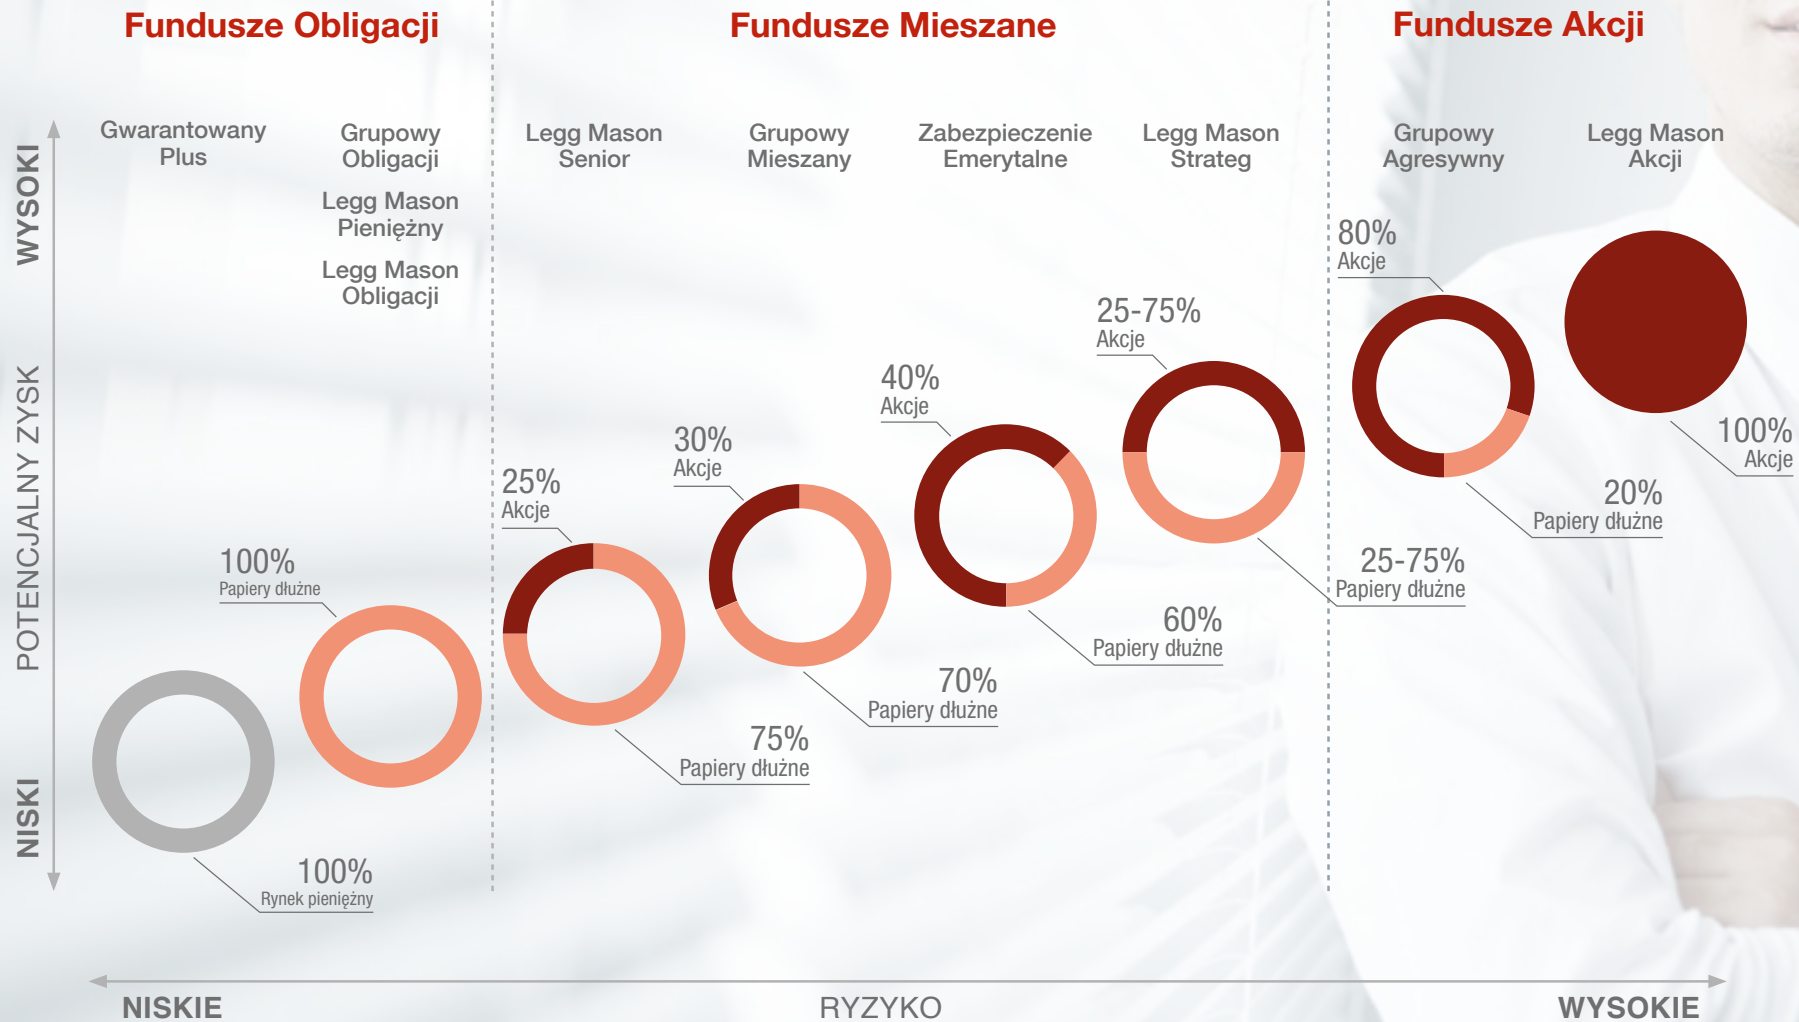 Fundusze Obligacji
Fundusze Mieszane
Fundusze Akcji
WYSOKI
POTENCJALNY ZYSK
NISKI
Gwarantowany
Plus
Grupowy
Obligacji
Legg Mason
Pieniężny
Legg Mason
Obligacji
Legg Mason
Senior
Grupowy
Mieszany
Zabezpieczenie
Emerytalne
Legg Mason
Strateg
Grupowy
Agresywny
Legg Mason
Akcji
100%
Rynek pieniężny
100%
Papiery dłużne
25%
Akcje
75%
Papiery dłużne
30%
Akcje
70%
Papiery dłużne
40%
Akcje
60%
Papiery dłużne
25-75%
Akcje
25-75%
Papiery dłużne
80%
Akcje
20%
Papiery dłużne
100%
Akcje
NISKIE
RYZYKO
WYSOKIE